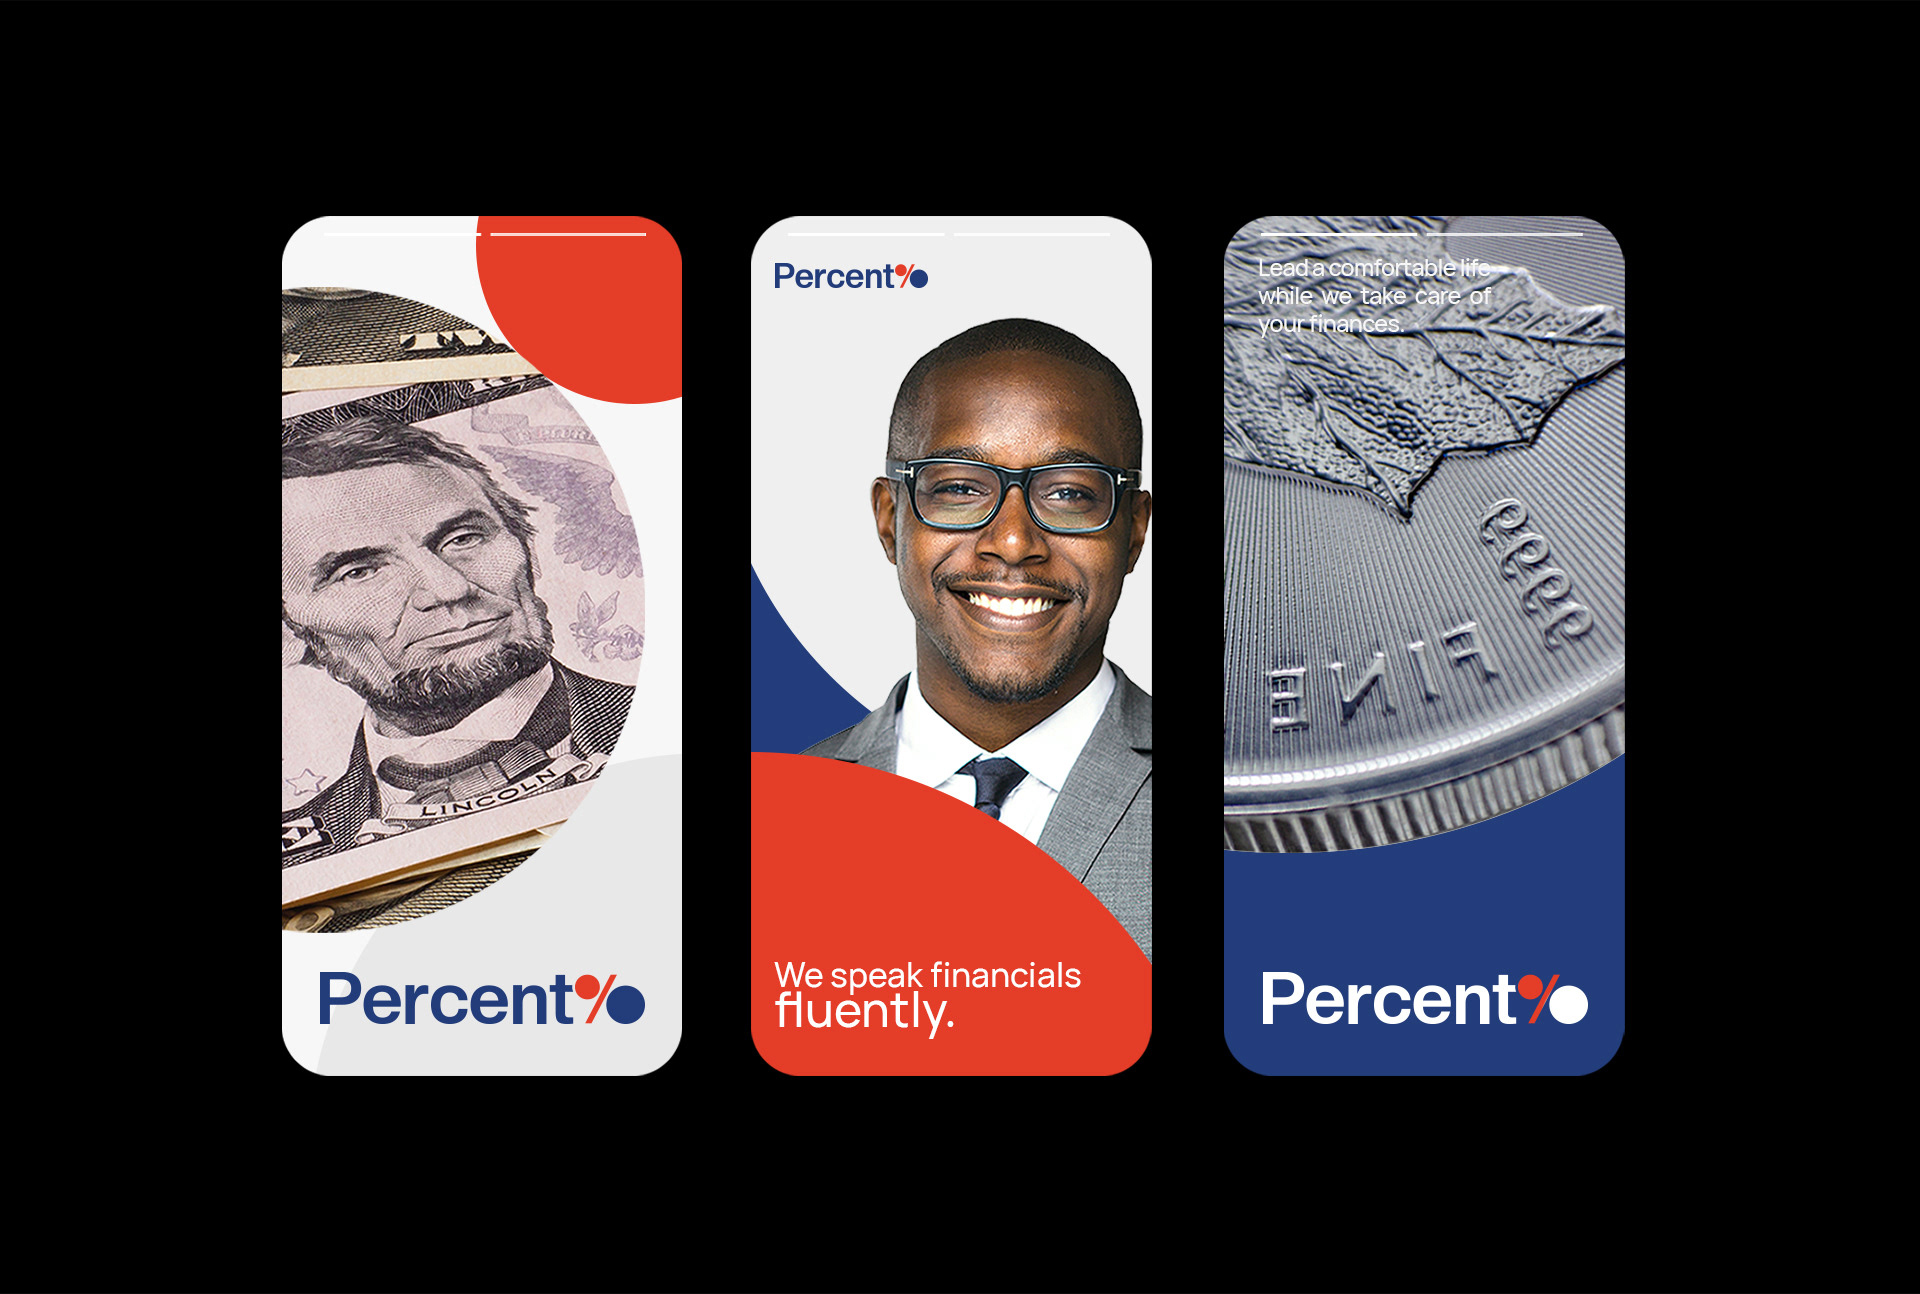 LINCOLN
Percent%
Percent%
We speak financials
fluently.
Lead a comfortable life
while we take care of
your finances.
9999
FINE
Percent%